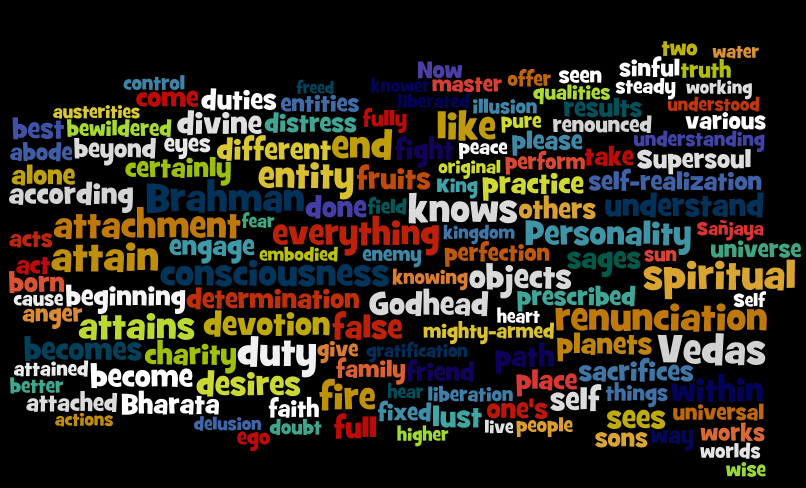 two water
Now master offer seen sinful truth
control freed knower qualities steady working
come duties entities liberated illusion results understood
austerities fully like pure renounced various
best bewildered divine distress
abode beyond eyes different end fight peace please understanding
original perform take Supersoul
alone certainly entity fruits King practice self-realization
according Brahman done field knows others understand
attachment fear everything kingdom Personality Sañjaya
acts attain engage embodied enemy perfection sages sun universe
act consciousness knowing objects spiritual
born
cause beginning determination Godhead prescribed Self
anger attains devotion false heart mighty-armed renunciation
becomes charity duty give gratification path planets Vedas
attained become family friend place sacrifices
better desires fire hear liberation self things within
attached Bharata faith fixed lust one's sees universal
actions delusion doubt full higher live people sons way works
ego worlds
wise